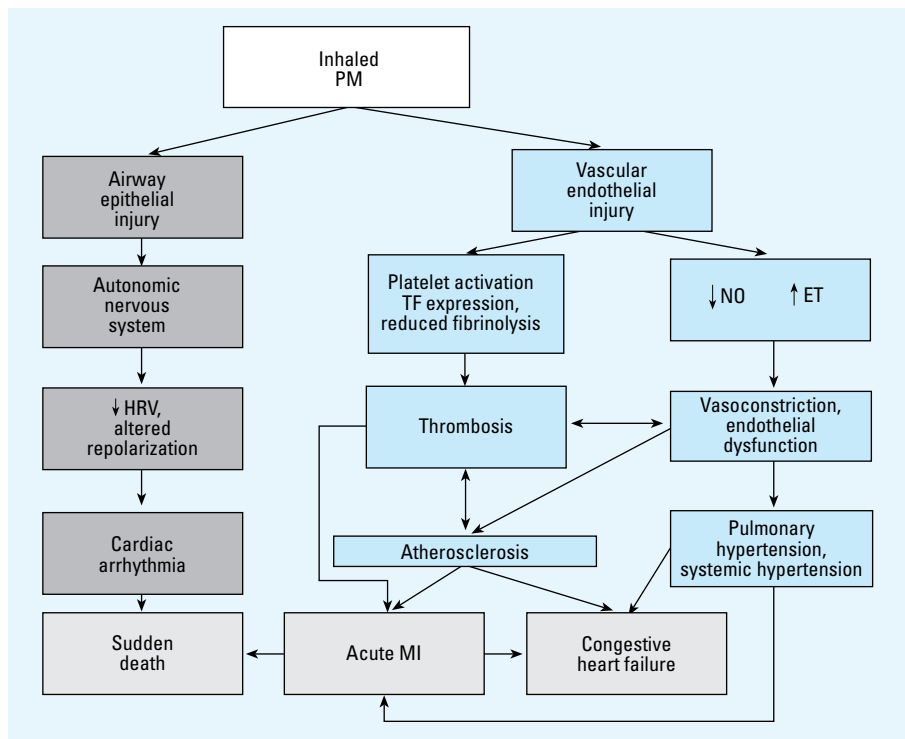 Inhaled
PM
Airway
epithelial
injury
Vascular
endothelial
injury
Autonomic
nervous
system
Platelet activation
TF expression,
reduced fibrinolysis
↓ NO ↑ ET
↓ HRV,
altered
repolarization
Thrombosis
Vasoconstriction,
endothelial
dysfunction
Cardiac
arrhythmia
Atherosclerosis
Pulmonary
hypertension,
systemic hypertension
Sudden
death
Acute MI
Congestive
heart failure